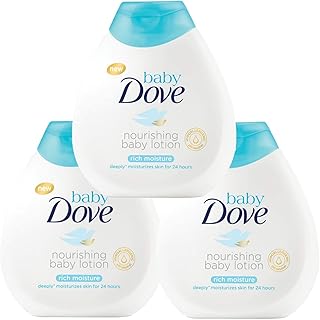 new
baby
Dove
nourishing
baby lotion
rich moisture
deeply* moisturizes skin for 24 hours
new
baby
Dove
nourishing
baby lotion
rich moisture
deeply* moisturizes skin for 24 hours
baby
Dove
nourishing
baby lotion
rich moisture
deeply* moisturizes skin for 24 hours